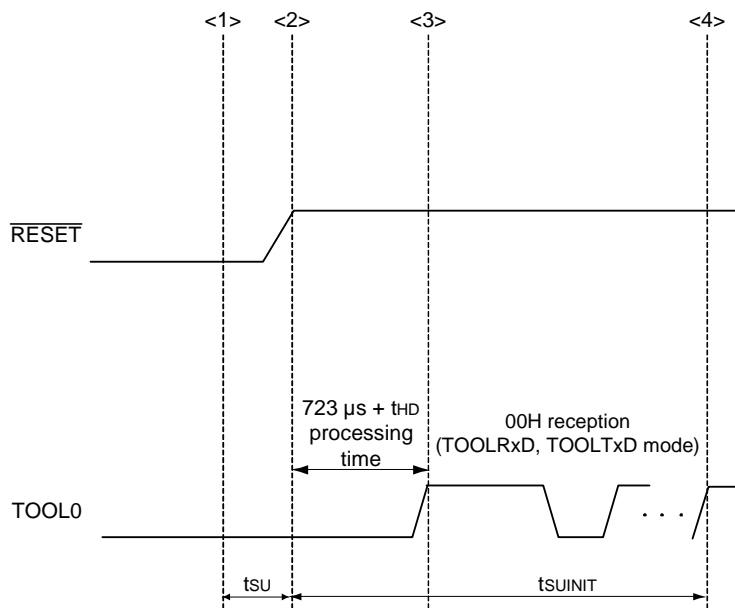 <1> <2> <3> <4>
RESET
723 µs + tHD
processing
time
00H reception
(TOOLRxD, TOOLTxD mode)
TOOL0
. . .
tSU
tSUINIT